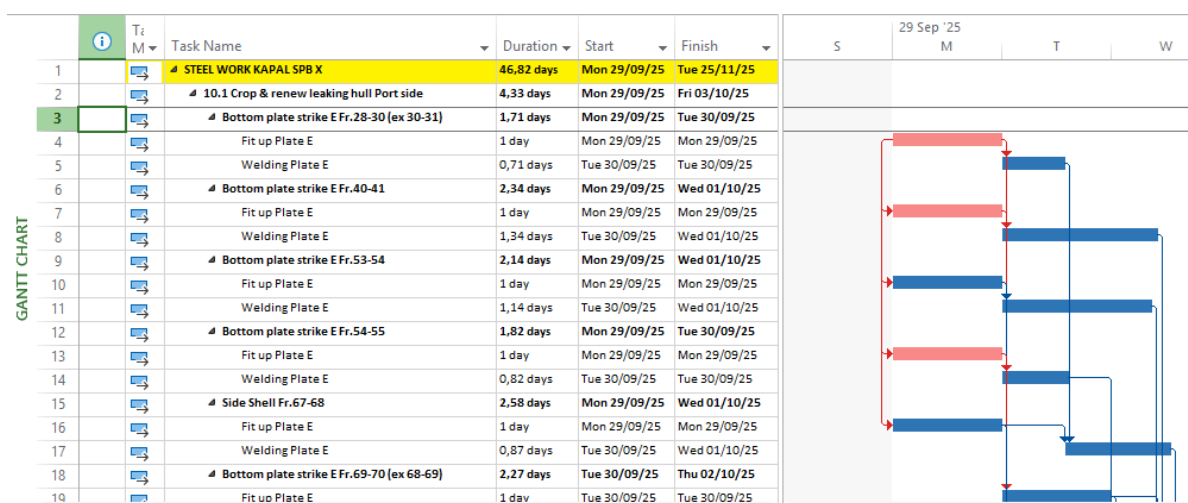 29 Sep '25
Ta
M Task Name Duration Start Finish S M T W
1 STEEL WORK KAPAL SPB X 46,82 days Mon 29/09/25 Tue 25/11/25
2 10.1 Crop & renew leaking hull Port side 4,33 days Mon 29/09/25 Fri 03/10/25
3 Bottom plate strike E Fr.28-30 (ex 30-31) 1,71 days Mon 29/09/25 Tue 30/09/25
4 Fit up Plate E 1 day Mon 29/09/25 Mon 29/09/25
5 Welding Plate E 0,71 days Tue 30/09/25 Tue 30/09/25
6 Bottom plate strike E Fr.40-41 2,34 days Mon 29/09/25 Wed 01/10/25
7 Fit up Plate E 1 day Mon 29/09/25 Mon 29/09/25
8 Welding Plate E 1,34 days Tue 30/09/25 Wed 01/10/25
9 Bottom plate strike E Fr.53-54 2,14 days Mon 29/09/25 Wed 01/10/25
10 Fit up Plate E 1 day Mon 29/09/25 Mon 29/09/25
11 Welding Plate E 1,14 days Tue 30/09/25 Wed 01/10/25
12 Bottom plate strike E Fr.54-55 1,82 days Mon 29/09/25 Tue 30/09/25
13 Fit up Plate E 1 day Mon 29/09/25 Mon 29/09/25
14 Welding Plate E 0,82 days Tue 30/09/25 Tue 30/09/25
15 Side Shell Fr.67-68 2,58 days Mon 29/09/25 Wed 01/10/25
16 Fit up Plate E 1 day Mon 29/09/25 Mon 29/09/25
17 Welding Plate E 0,87 days Tue 30/09/25 Wed 01/10/25
18 Bottom plate strike E Fr.69-70 (ex 68-69) 2,27 days Tue 30/09/25 Thu 02/10/25
19 Fit up Plate E 1 day Tue 30/09/25 Tue 30/09/25
GANTT CHART